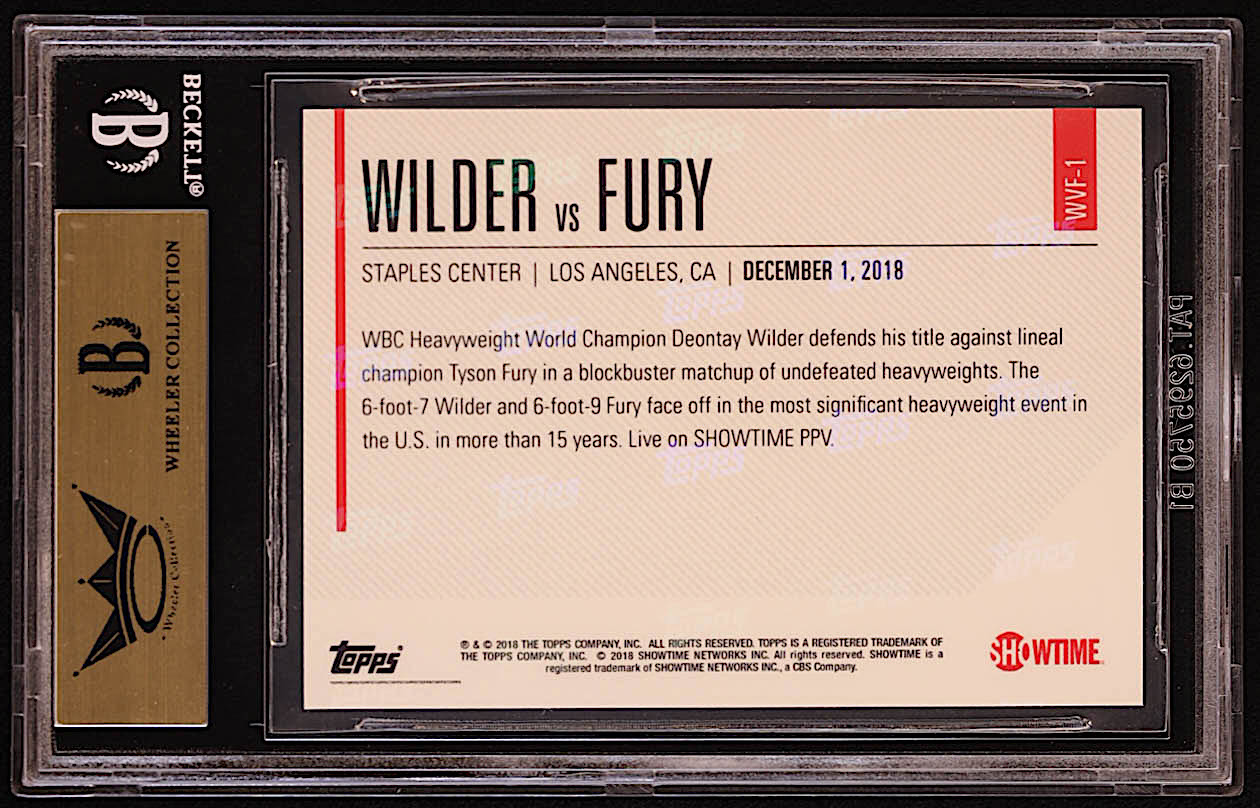 BECKETT®
B
B
WHEELER COLLECTION
"Wheeler Collection"
WILDER VS FURY
WVF-1
STAPLES CENTER | LOS ANGELES, CA | DECEMBER 1, 2018
WBC Heavyweight World Champion Deontay Wilder defends his title against lineal
champion Tyson Fury in a blockbuster matchup of undefeated heavyweights. The
6-foot-7 Wilder and 6-foot-9 Fury face off in the most significant heavyweight event in
the U.S. in more than 15 years. Live on SHOWTIME PPV.
Topps®
® & © 2018 THE TOPPS COMPANY, INC. ALL RIGHTS RESERVED. TOPPS IS A REGISTERED TRADEMARK OF
THE TOPPS COMPANY, INC. © 2018 SHOWTIME NETWORKS INC. All rights reserved. SHOWTIME is a
registered trademark of SHOWTIME NETWORKS INC., a CBS Company.
SHOWTIME®
PAT.6295750 B1